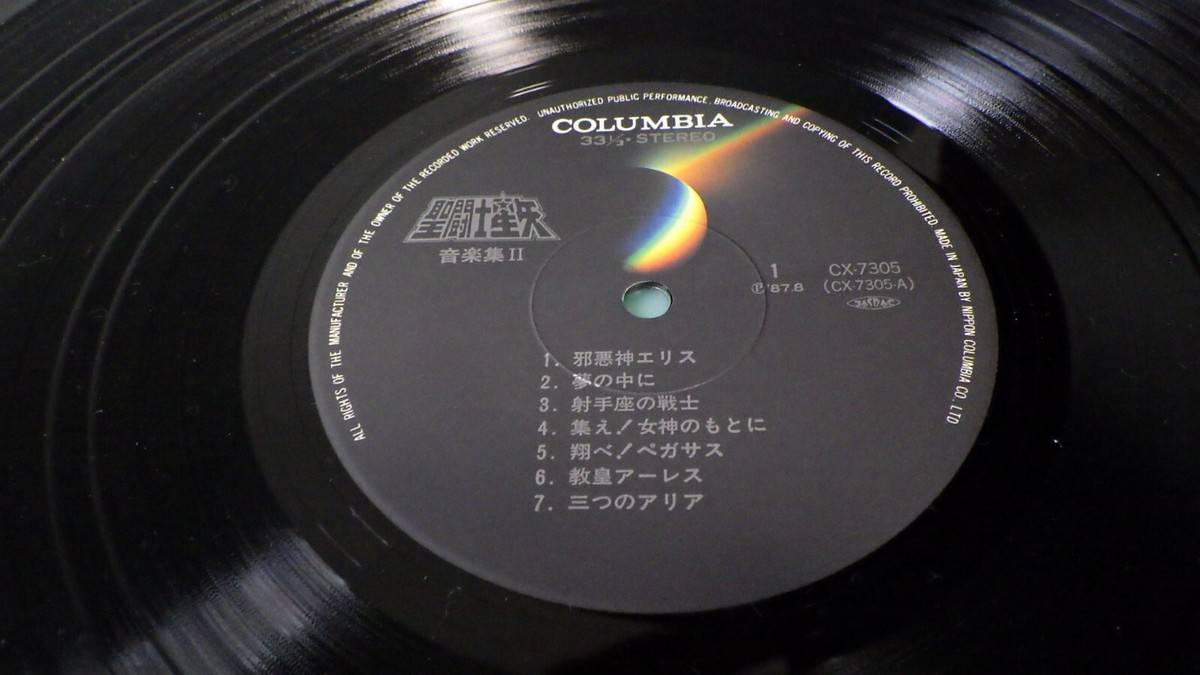 ALL RIGHTS OF THE MANUFACTURER AND OF THE OWNER OF THE RECORDED WORK RESERVED. UNAUTHORIZED PUBLIC PERFORMANCE. BROADCASTING AND COPYING OF THIS RECORD PROHIBITED. MADE IN JAPAN BY NIPPON COLUMBIA CO., LTD
COLUMBIA
33⅓・STEREO
聖闘士星矢
音楽集II
1 CX-7305
Ⓟ'87.8 (CX-7305-A)
1. 邪悪神エリス
2. 夢の中に
3. 射手座の戦士
4. 集え!女神のもとに
5. 翔べ!ペガサス
6. 教皇アーレス
7. 三つのアリア